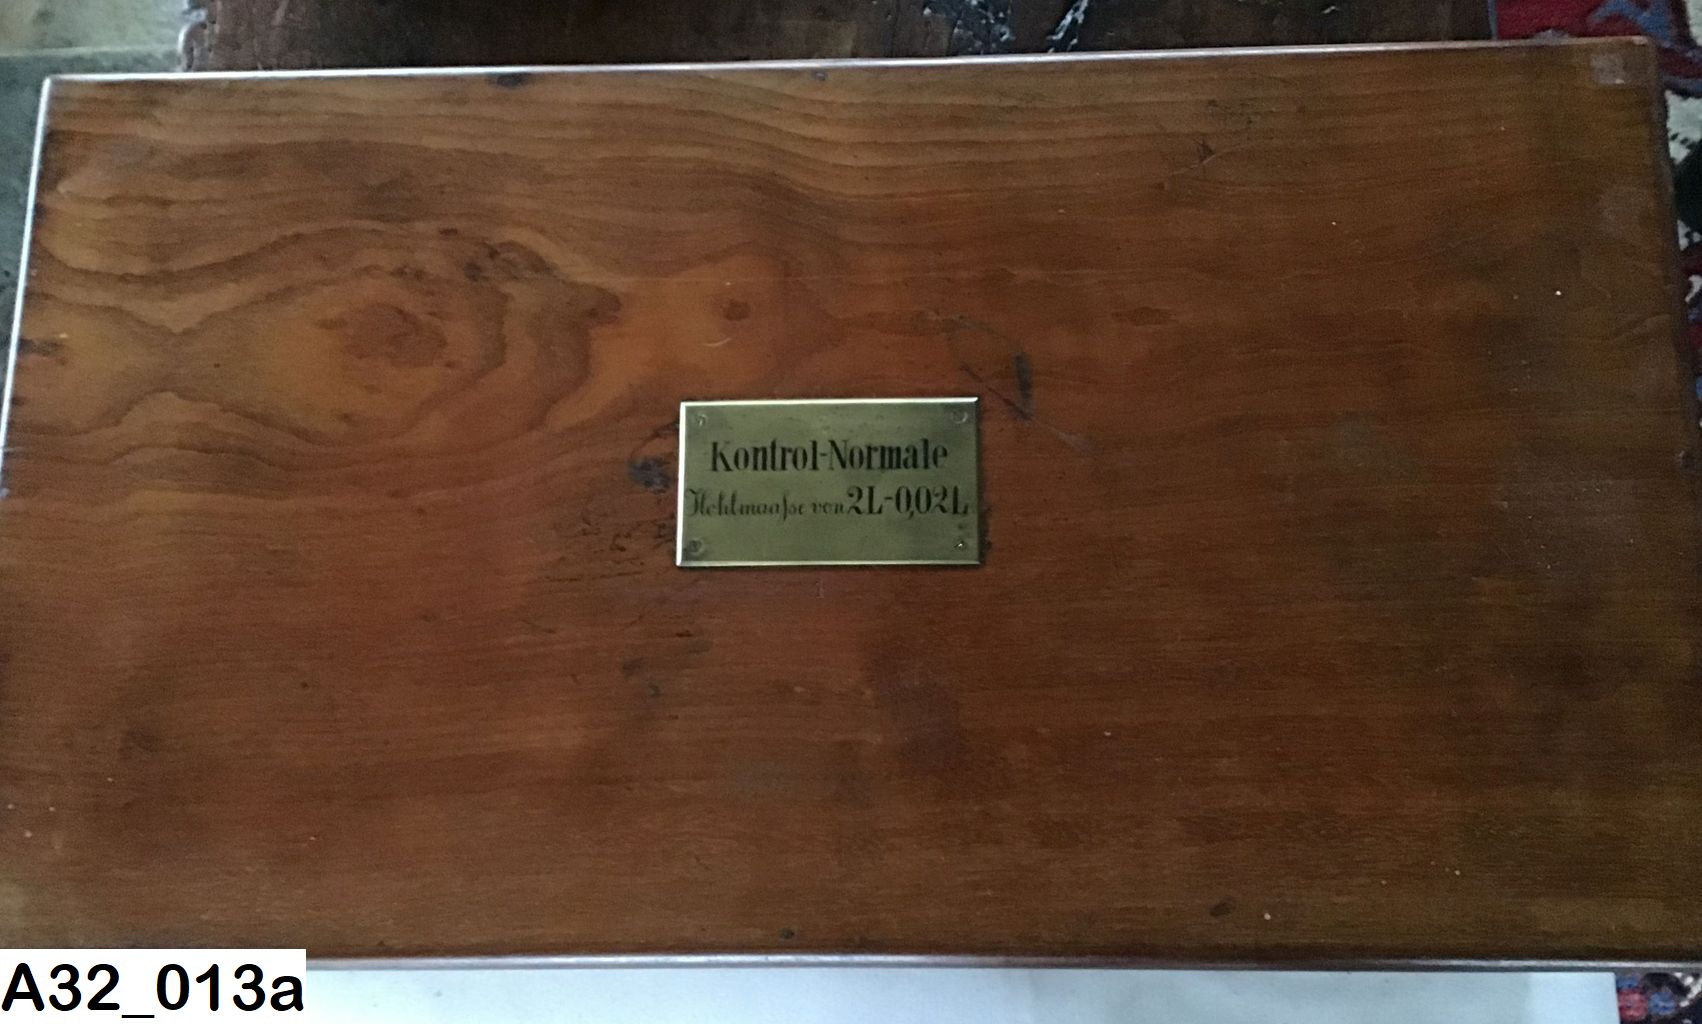 Kontrol-Normale
Hohlmaaſse von 2L-0,02L
A32_013a